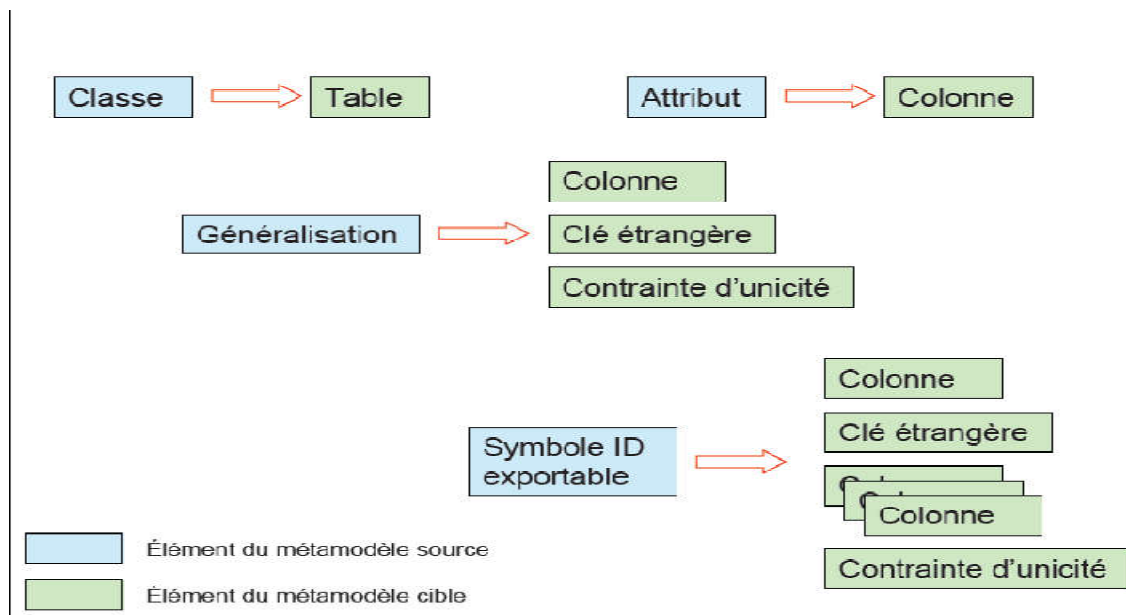 Classe
Table
Attribut
Colonne
Colonne
Généralisation
Clé étrangère
Contrainte d'unicité
Colonne
Clé étrangère
Symbole ID
exportable
Colonne
Contrainte d'unicité
Élément du métamodèle source
Élément du métamodèle cible